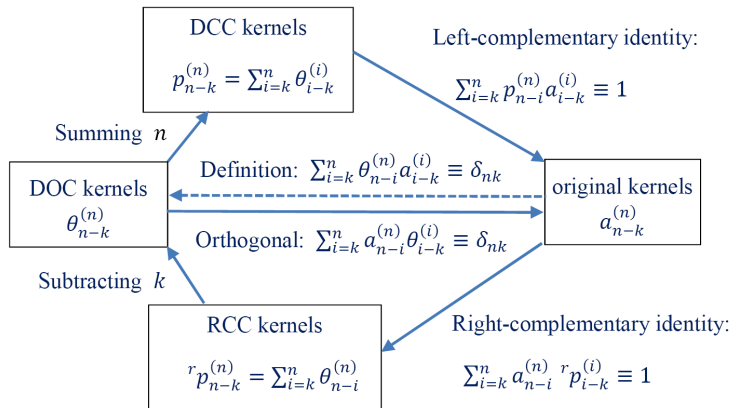 DCC kernels
p_{n-k}^{(n)} = ∑_{i=k}^{n} θ_{i-k}^{(i)}
Left-complementary identity:
∑_{i=k}^{n} p_{n-i}^{(n)} a_{i-k}^{(i)} ≡ 1
Summing n
DOC kernels
θ_{n-k}^{(n)}
Definition: ∑_{i=k}^{n} θ_{n-i}^{(n)} a_{i-k}^{(i)} ≡ δ_{nk}
original kernels
a_{n-k}^{(n)}
Orthogonal: ∑_{i=k}^{n} a_{n-i}^{(n)} θ_{i-k}^{(i)} ≡ δ_{nk}
Subtracting k
RCC kernels
^{r}p_{n-k}^{(n)} = ∑_{i=k}^{n} θ_{n-i}^{(n)}
Right-complementary identity:
∑_{i=k}^{n} a_{n-i}^{(n)} ^{r}p_{i-k}^{(i)} ≡ 1